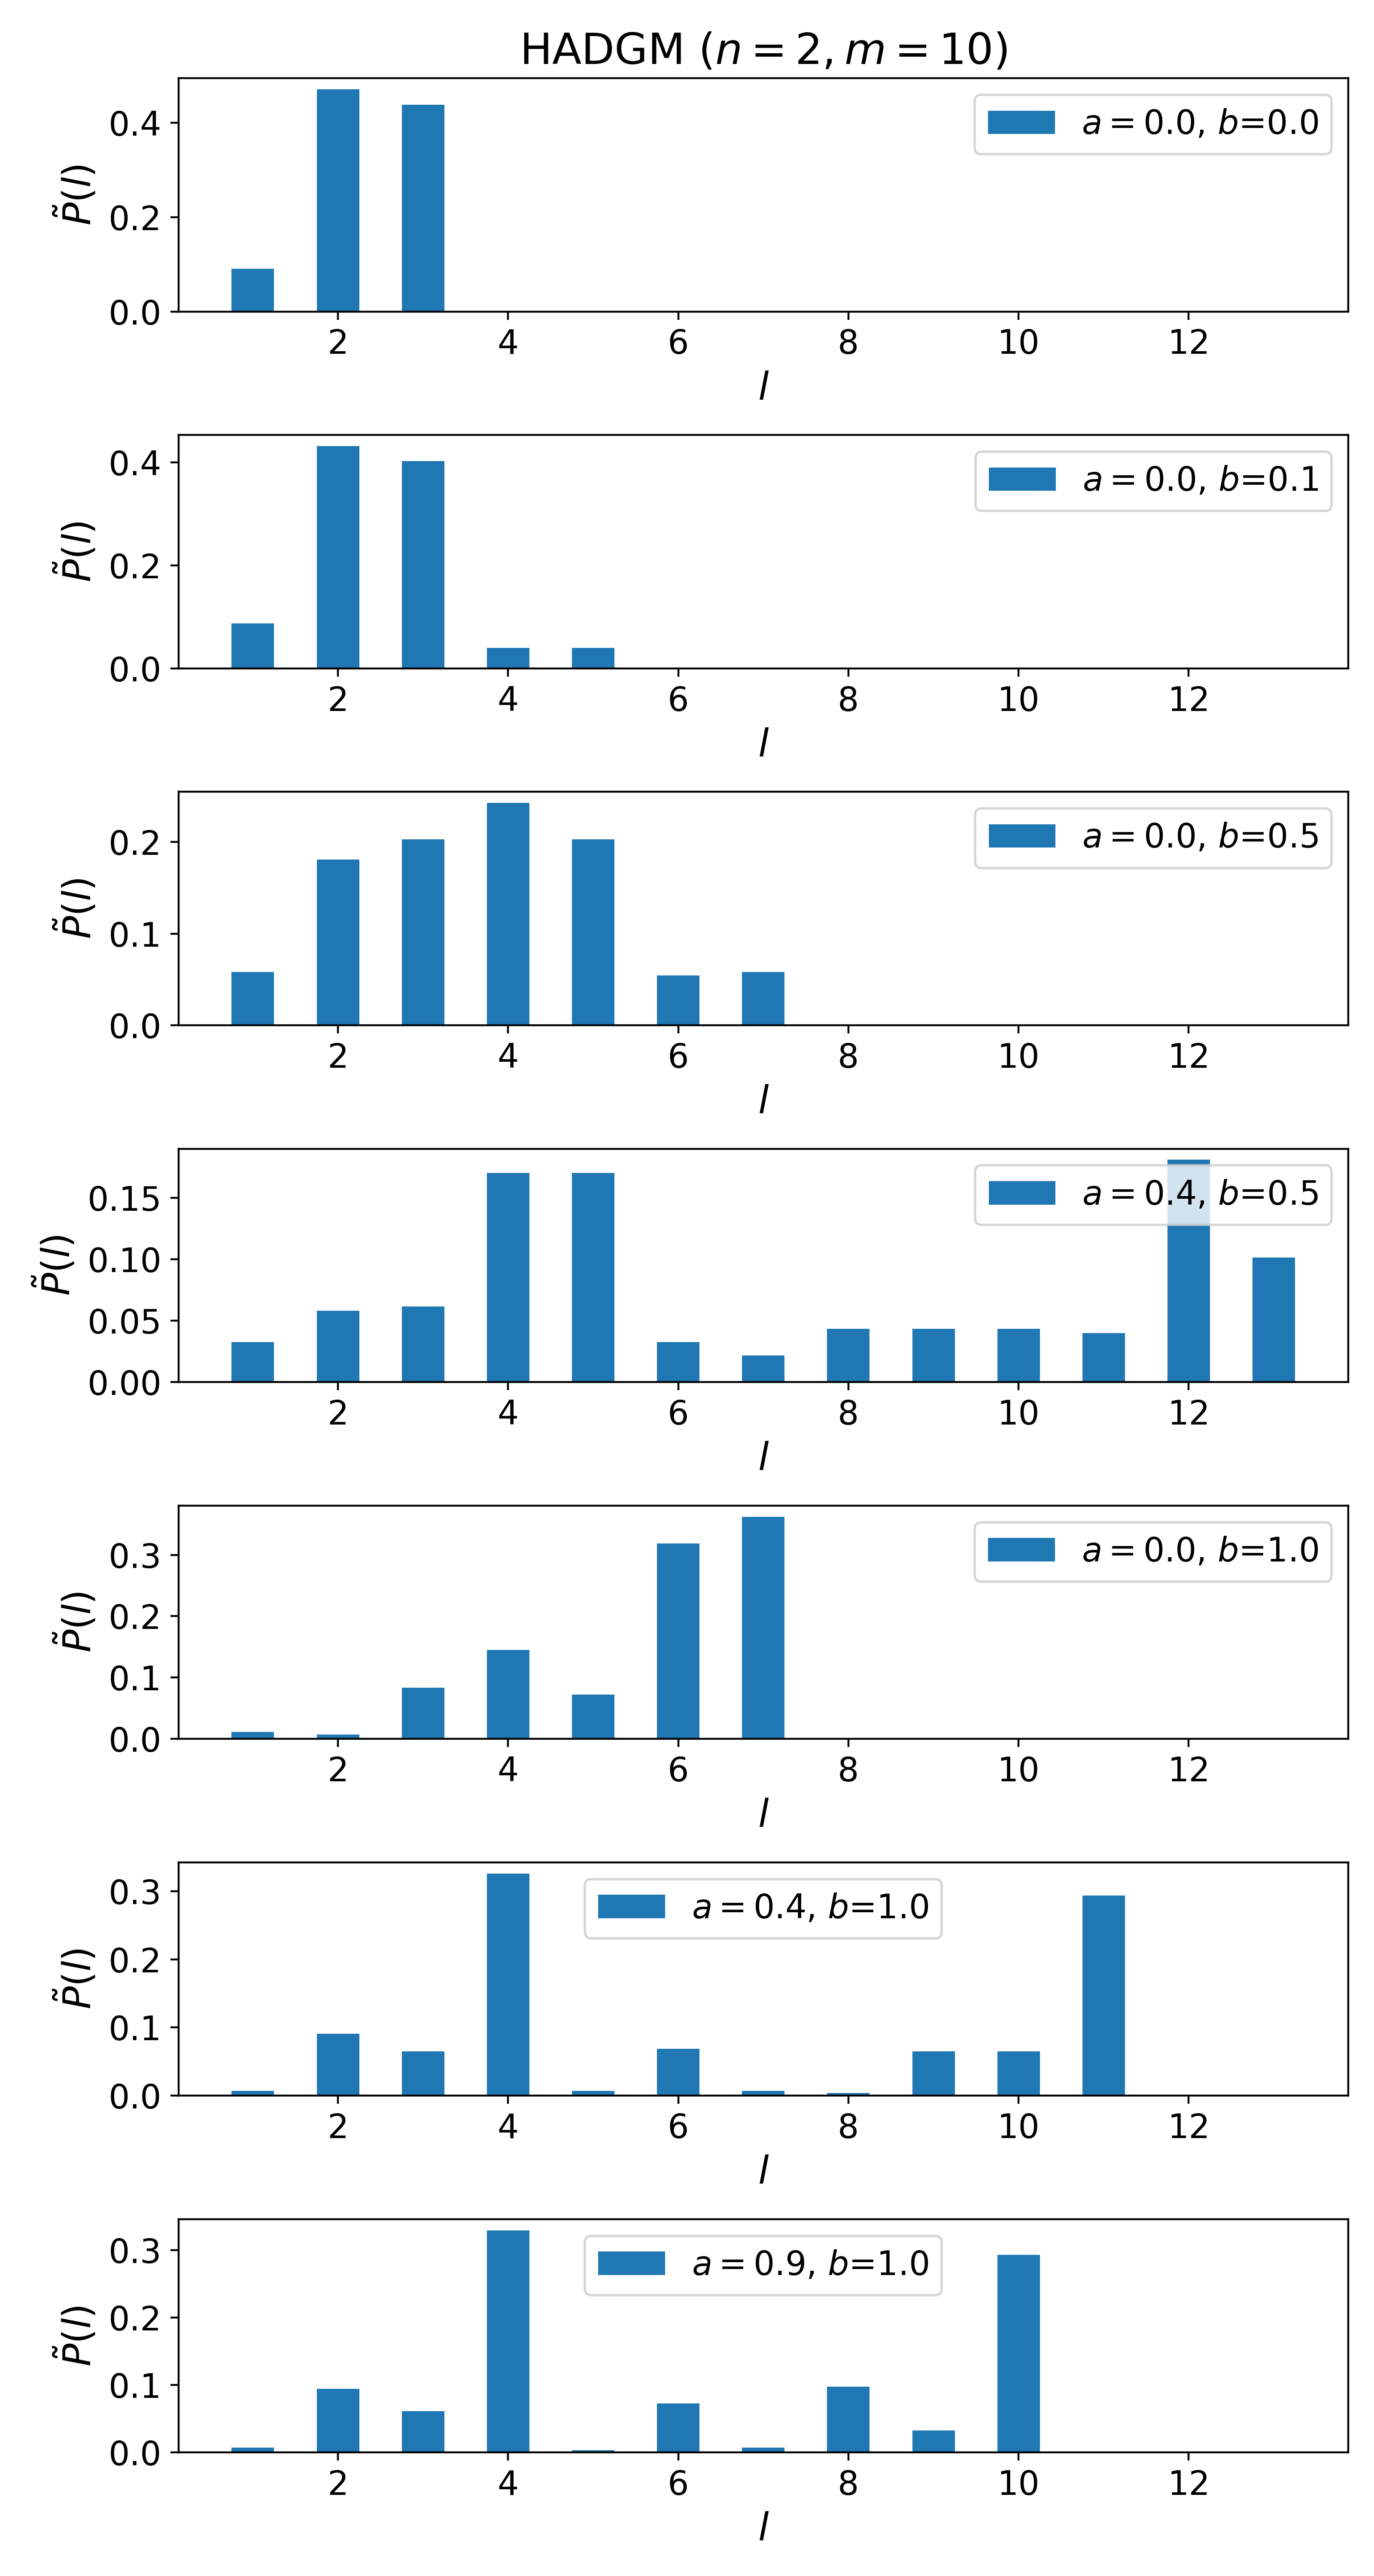 HADGM (n = 2, m = 10)
0.4
0.2
0.0
P̃(l)
a = 0.0, b=0.0
2 4 6 8 10 12
l
0.4
0.2
0.0
P̃(l)
a = 0.0, b=0.1
2 4 6 8 10 12
l
0.2
0.1
0.0
P̃(l)
a = 0.0, b=0.5
2 4 6 8 10 12
l
0.15
0.10
0.05
0.00
P̃(l)
a = 0.4, b=0.5
2 4 6 8 10 12
l
0.3
0.2
0.1
0.0
P̃(l)
a = 0.0, b=1.0
2 4 6 8 10 12
l
0.3
0.2
0.1
0.0
P̃(l)
a = 0.4, b=1.0
2 4 6 8 10 12
l
0.3
0.2
0.1
0.0
P̃(l)
a = 0.9, b=1.0
2 4 6 8 10 12
l